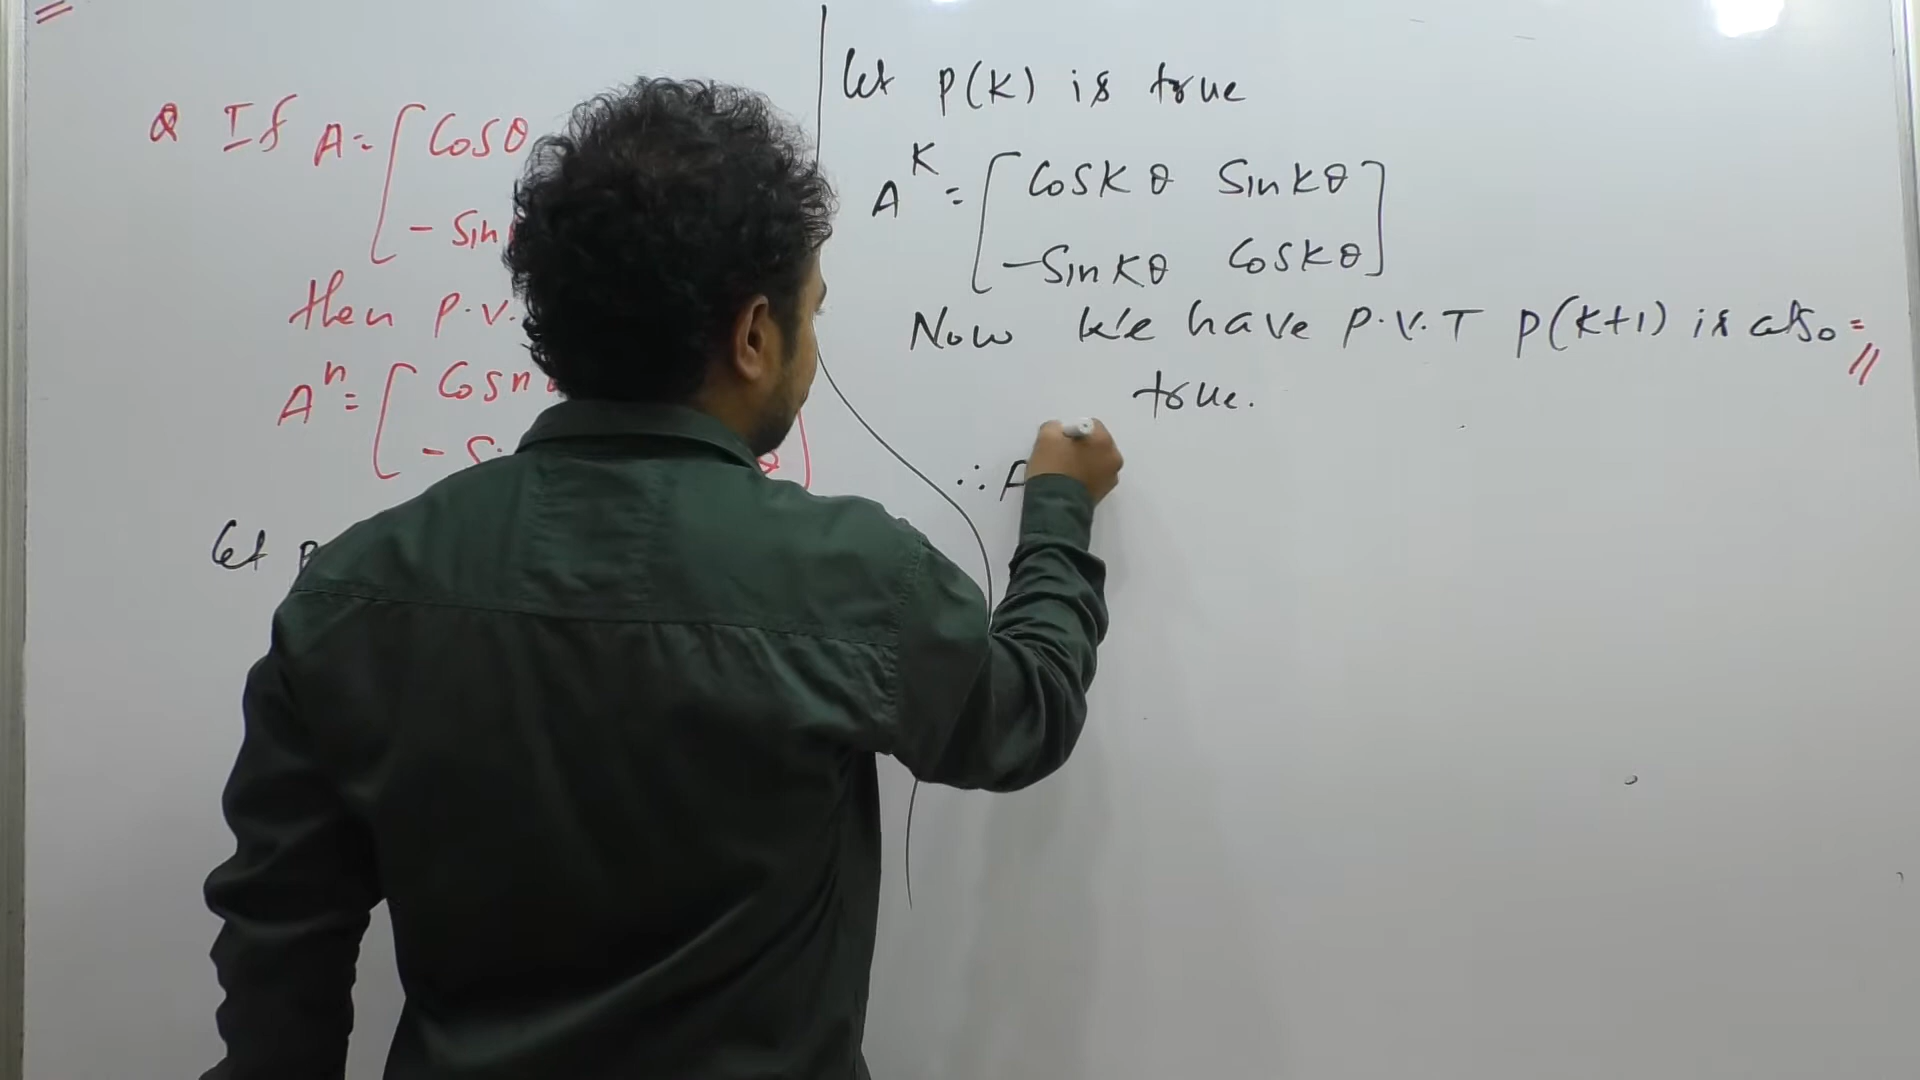 Q If A = [ Cosθ
- Sin
then P.V.
Aⁿ = [ Cosn
- Si
let P
let P(K) is true
A^K = [ CosKθ SinKθ ]
-SinKθ CosKθ
Now We have P.V.T P(K+1) is also =
true.
∴ A